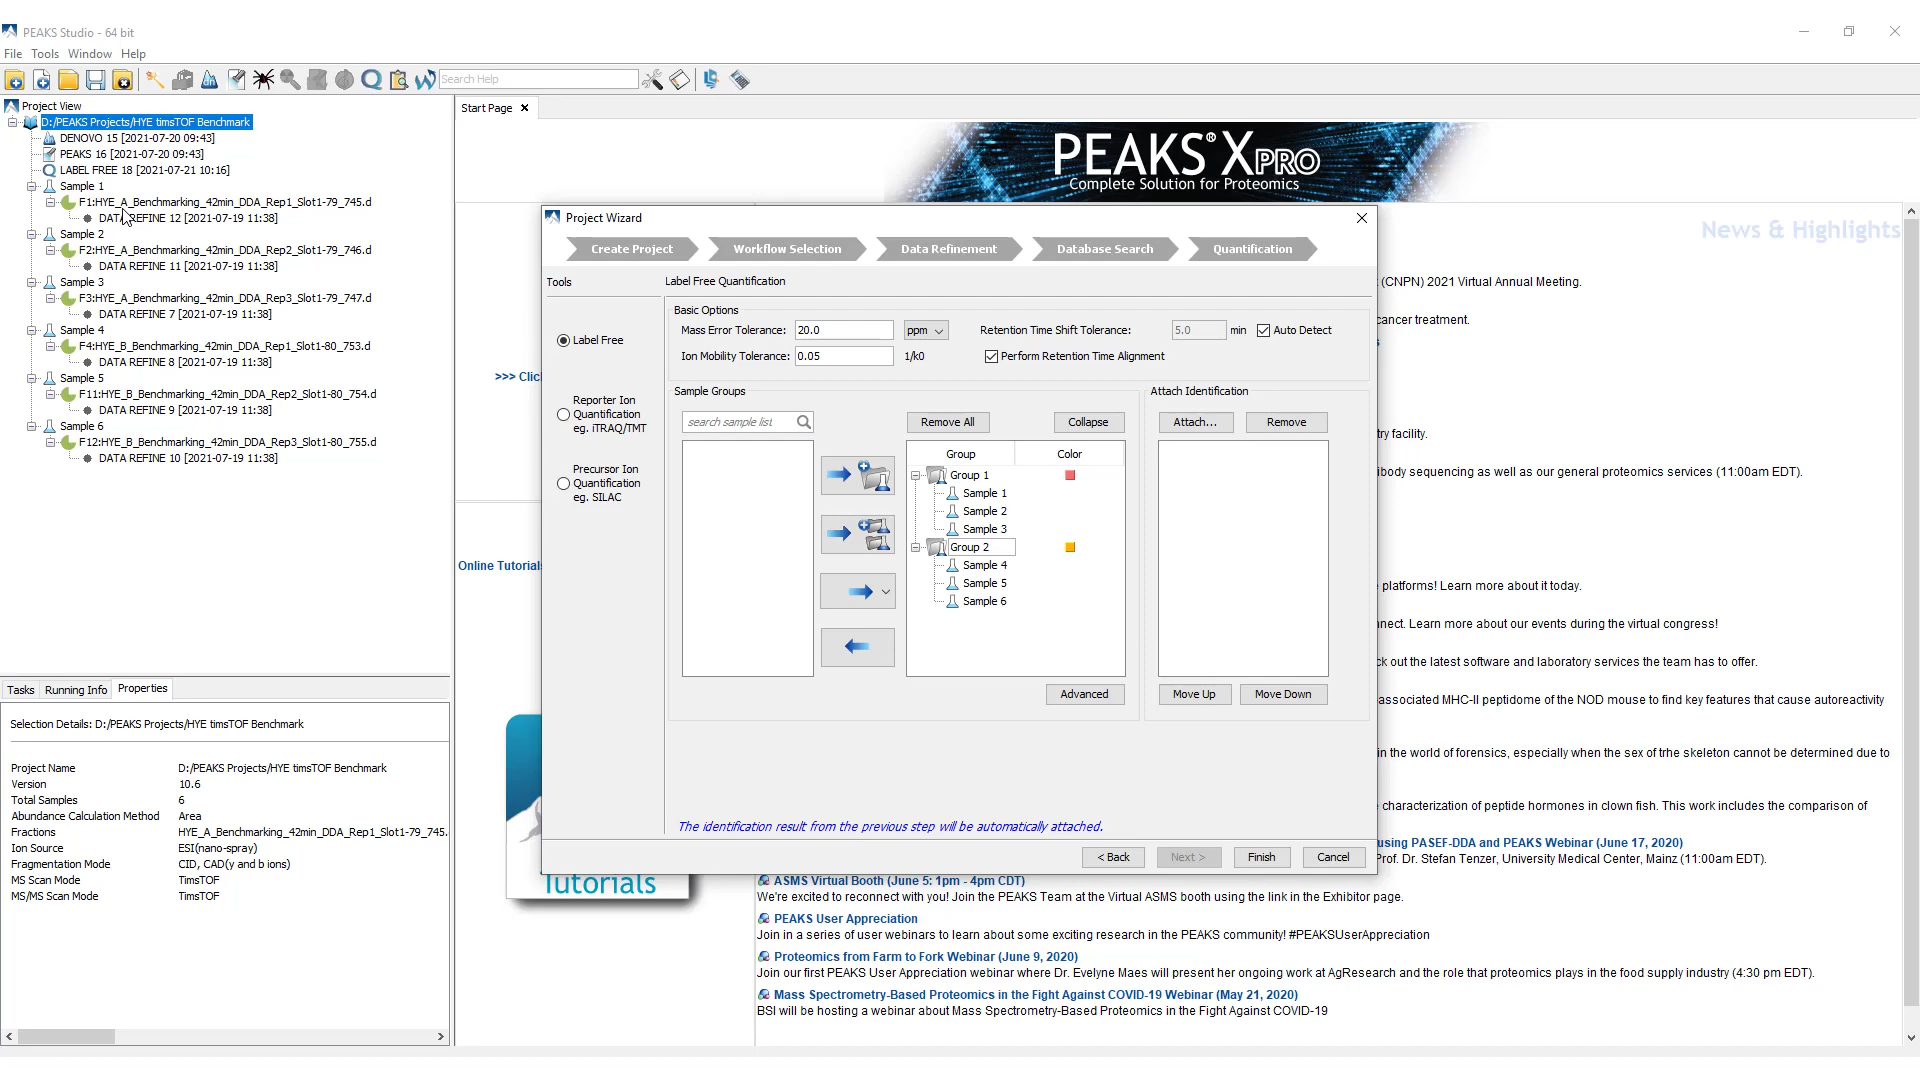 PEAKS Studio - 64 bit
File Tools Window Help
Search Help
Project View
D:/PEAKS Projects/HYE timsTOF Benchmark
DENOVO 15 [2021-07-20 09:43]
PEAKS 16 [2021-07-20 09:43]
LABEL FREE 18 [2021-07-21 10:16]
Sample 1
F1:HYE_A_Benchmarking_42min_DDA_Rep1_Slot1-79_745.d
DATA REFINE 12 [2021-07-19 11:38]
Sample 2
F2:HYE_A_Benchmarking_42min_DDA_Rep2_Slot1-79_746.d
DATA REFINE 11 [2021-07-19 11:38]
Sample 3
F3:HYE_A_Benchmarking_42min_DDA_Rep3_Slot1-79_747.d
DATA REFINE 7 [2021-07-19 11:38]
Sample 4
F4:HYE_B_Benchmarking_42min_DDA_Rep1_Slot1-80_753.d
DATA REFINE 8 [2021-07-19 11:38]
Sample 5
F11:HYE_B_Benchmarking_42min_DDA_Rep2_Slot1-80_754.d
DATA REFINE 9 [2021-07-19 11:38]
Sample 6
F12:HYE_B_Benchmarking_42min_DDA_Rep3_Slot1-80_755.d
DATA REFINE 10 [2021-07-19 11:38]
Tasks Running Info Properties
Selection Details: D:/PEAKS Projects/HYE timsTOF Benchmark
Project Name D:/PEAKS Projects/HYE timsTOF Benchmark
Version 10.6
Total Samples 6
Abundance Calculation Method Area
Fractions HYE_A_Benchmarking_42min_DDA_Rep1_Slot1-79_745.
Ion Source ESI(nano-spray)
Fragmentation Mode CID, CAD(y and b ions)
MS Scan Mode TimsTOF
MS/MS Scan Mode TimsTOF
Start Page
PEAKS® XPRO
Complete Solution for Proteomics
News & Highlights
Project Wizard
Create Project Workflow Selection Data Refinement Database Search Quantification
Tools
Label Free
Reporter Ion
Quantification
eg. iTRAQ/TMT
Precursor Ion
Quantification
eg. SILAC
Label Free Quantification
Basic Options
Mass Error Tolerance: 20.0 ppm Retention Time Shift Tolerance: 5.0 min Auto Detect
Ion Mobility Tolerance: 0.05 1/k0 Perform Retention Time Alignment
Sample Groups
search sample list
Remove All Collapse
Group Color
Group 1
Sample 1
Sample 2
Sample 3
Group 2
Sample 4
Sample 5
Sample 6
Advanced
Attach Identification
Attach... Remove
Move Up Move Down
The identification result from the previous step will be automatically attached.
< Back Next > Finish Cancel
>>> Clic
Online Tutorial
Tutorials
(CNPN) 2021 Virtual Annual Meeting.
cancer treatment.
try facility.
body sequencing as well as our general proteomics services (11:00am EDT).
platforms! Learn more about it today.
nnect. Learn more about our events during the virtual congress!
ck out the latest software and laboratory services the team has to offer.
associated MHC-II peptidome of the NOD mouse to find key features that cause autoreactivity
in the world of forensics, especially when the sex of trhe skeleton cannot be determined due to
characterization of peptide hormones in clown fish. This work includes the comparison of
using PASEF-DDA and PEAKS Webinar (June 17, 2020)
Prof. Dr. Stefan Tenzer, University Medical Center, Mainz (11:00am EDT).
ASMS Virtual Booth (June 5: 1pm - 4pm CDT)
We're excited to reconnect with you! Join the PEAKS Team at the Virtual ASMS booth using the link in the Exhibitor page.
PEAKS User Appreciation
Join in a series of user webinars to learn about some exciting research in the PEAKS community! #PEAKSUserAppreciation
Proteomics from Farm to Fork Webinar (June 9, 2020)
Join our first PEAKS User Appreciation webinar where Dr. Evelyne Maes will present her ongoing work at AgResearch and the role that proteomics plays in the food supply industry (4:30 pm EDT).
Mass Spectrometry-Based Proteomics in the Fight Against COVID-19 Webinar (May 21, 2020)
BSI will be hosting a webinar about Mass Spectrometry-Based Proteomics in the Fight Against COVID-19